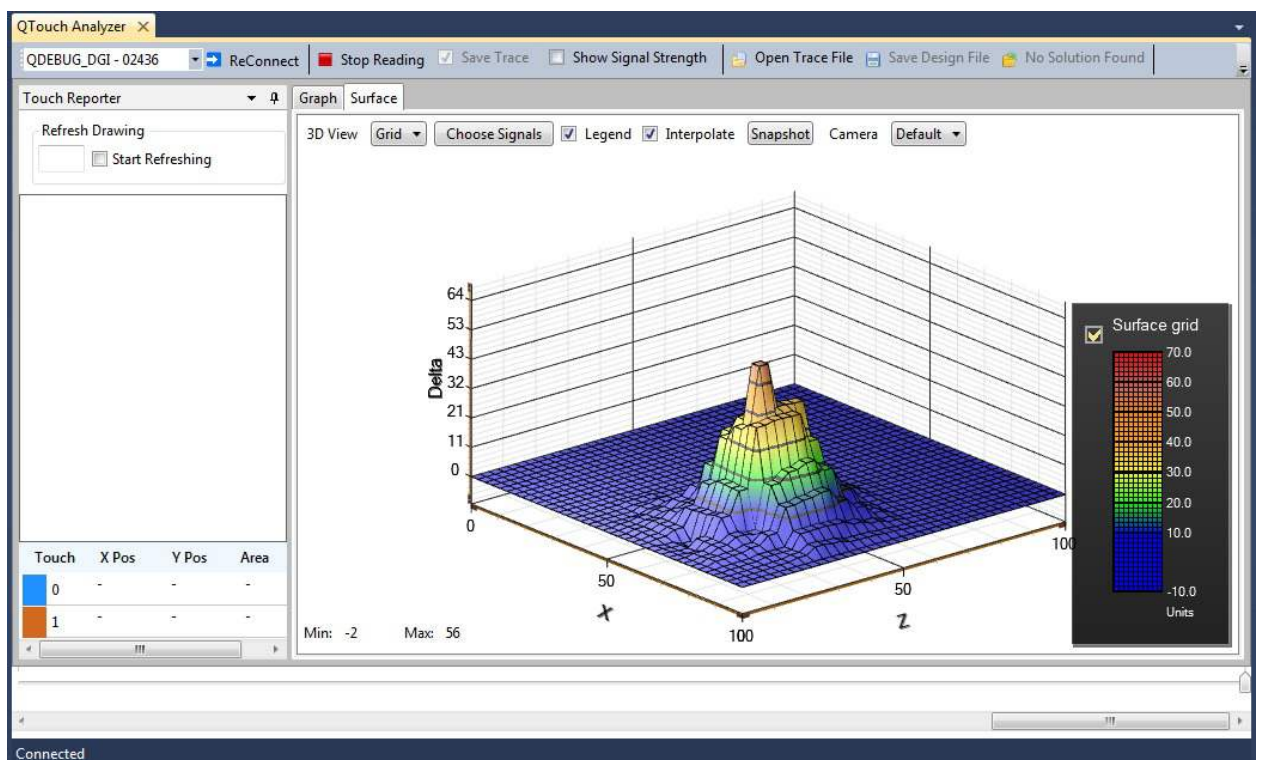 QTouch Analyzer
QDEBUG_DGI - 02436 ReConnect Stop Reading Save Trace Show Signal Strength Open Trace File Save Design File No Solution Found
Touch Reporter
Graph Surface
Refresh Drawing
Start Refreshing
3D View Grid Choose Signals Legend Interpolate Snapshot Camera Default
64
53
43
32
21
11
0
Delta
0
50
100
X
50
100
Z
Surface grid
70.0
60.0
50.0
40.0
30.0
20.0
10.0
-10.0
Units
Touch X Pos Y Pos Area
0 - - -
1 - - -
Min: -2 Max: 56
Connected